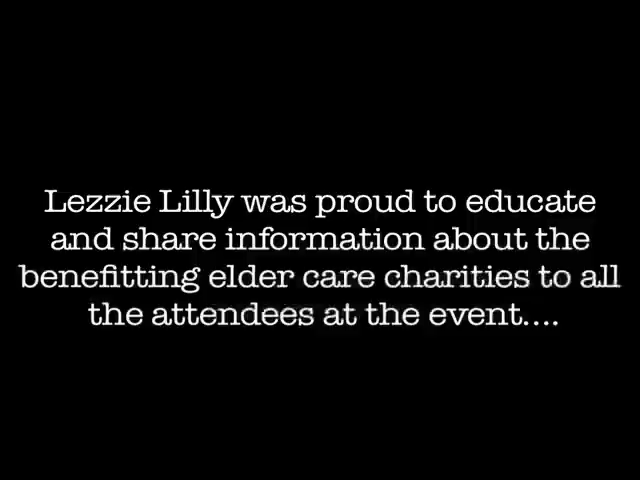 Lezzie Lilly was proud to educate
and share information about the
benefitting elder care charities to all
the attendees at the event....